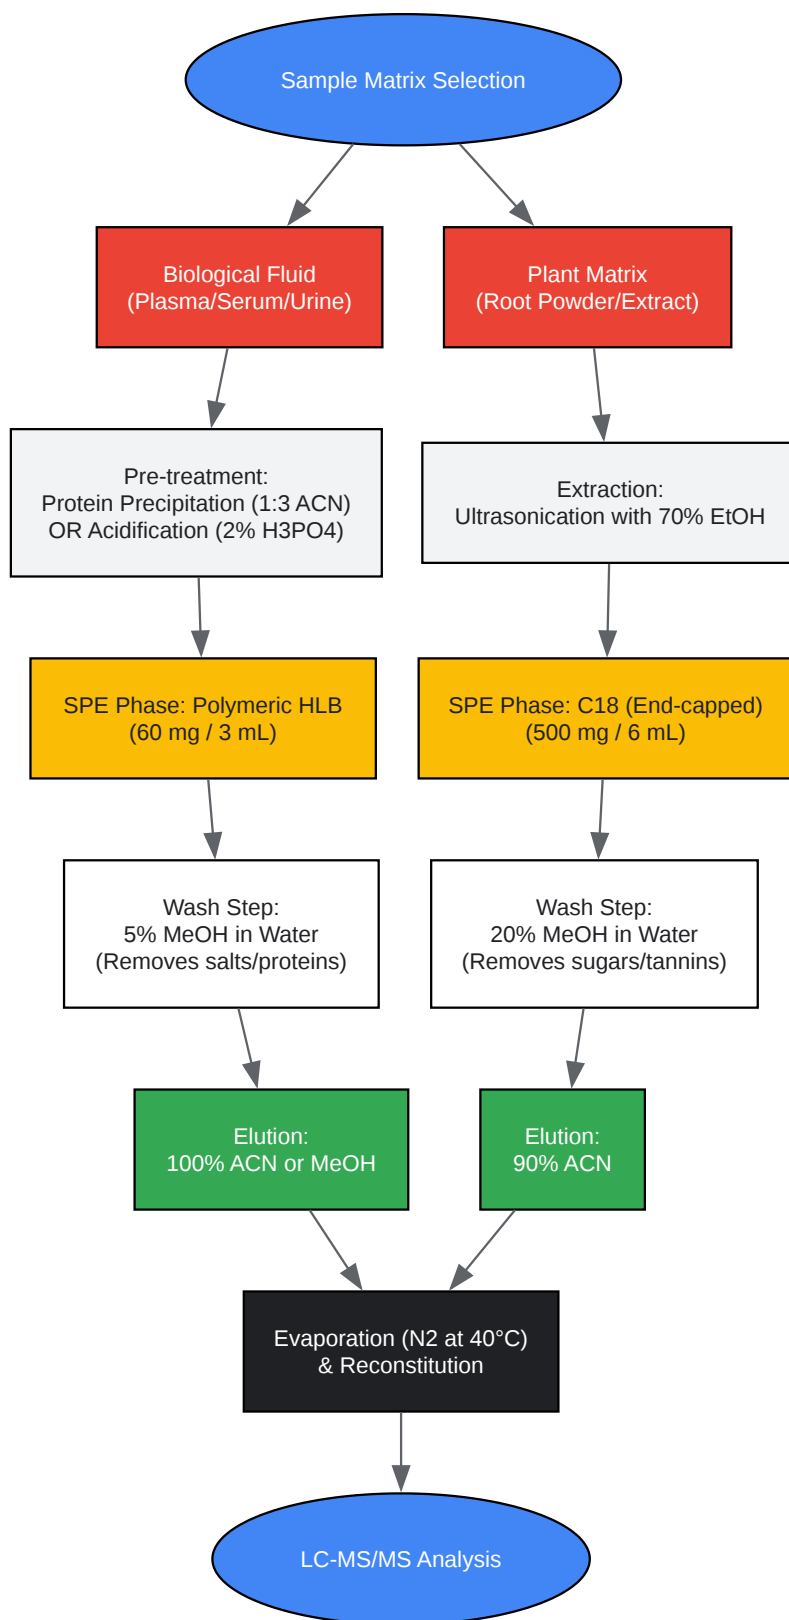 Sample Matrix Selection
Biological Fluid
(Plasma/Serum/Urine)
Plant Matrix
(Root Powder/Extract)
Pre-treatment:
Protein Precipitation (1:3 ACN)
OR Acidification (2% H3PO4)
Extraction:
Ultrasonication with 70% EtOH
SPE Phase: Polymeric HLB
(60 mg / 3 mL)
SPE Phase: C18 (End-capped)
(500 mg / 6 mL)
Wash Step:
5% MeOH in Water
(Removes salts/proteins)
Wash Step:
20% MeOH in Water
(Removes sugars/tannins)
Elution:
100% ACN or MeOH
Elution:
90% ACN
Evaporation (N2 at 40°C)
& Reconstitution
LC-MS/MS Analysis